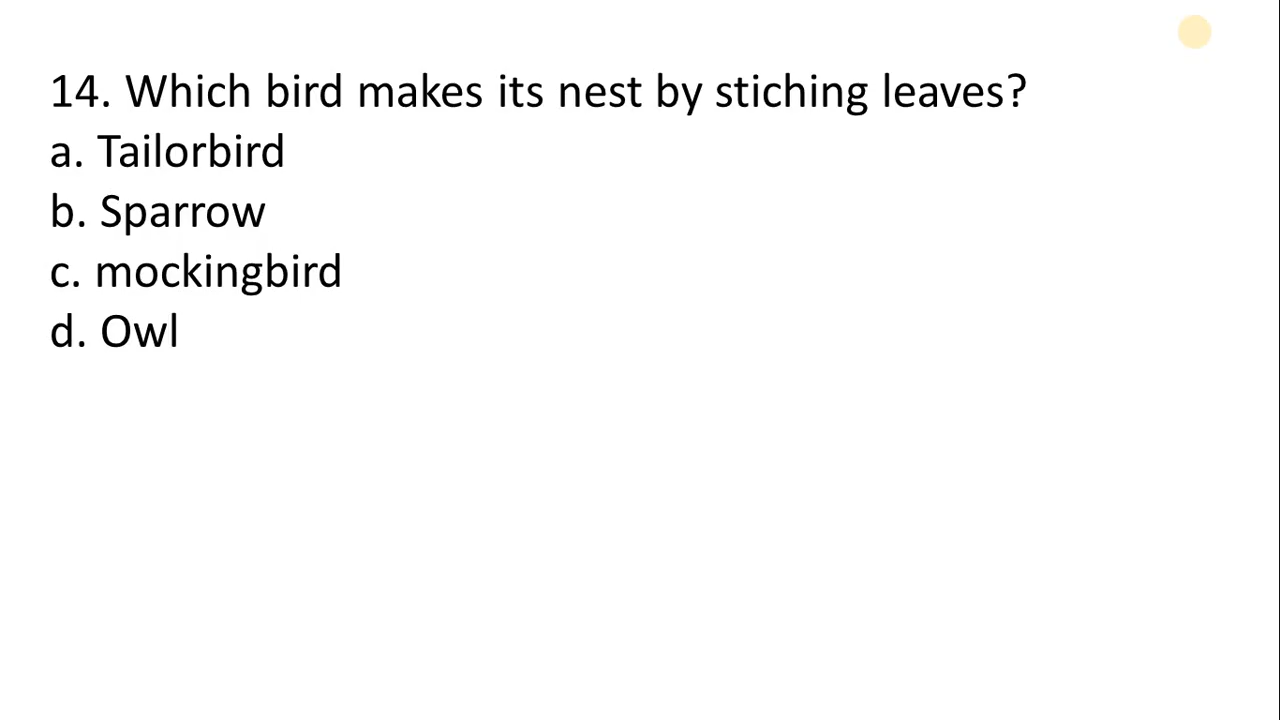 14. Which bird makes its nest by stiching leaves?
a. Tailorbird
b. Sparrow
c. mockingbird
d. Owl